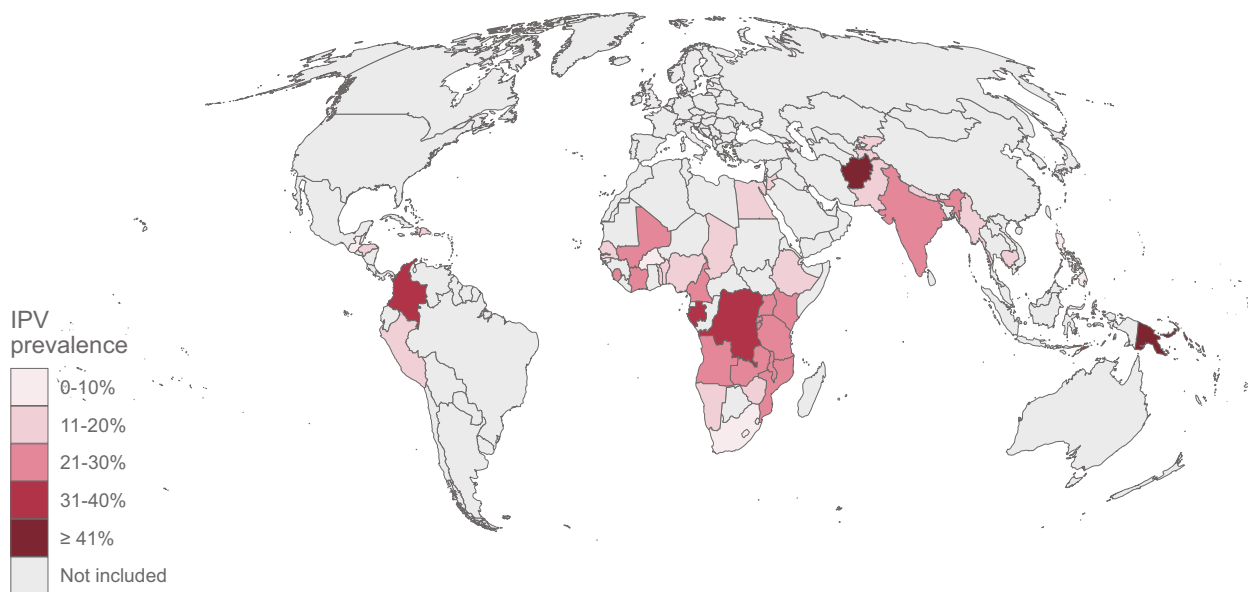 IPV
prevalence
0-10%
11-20%
21-30%
31-40%
≥ 41%
Not included